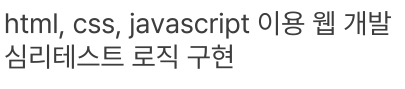 html, css, javascript 이용 웹 개발
심리테스트 로직 구현